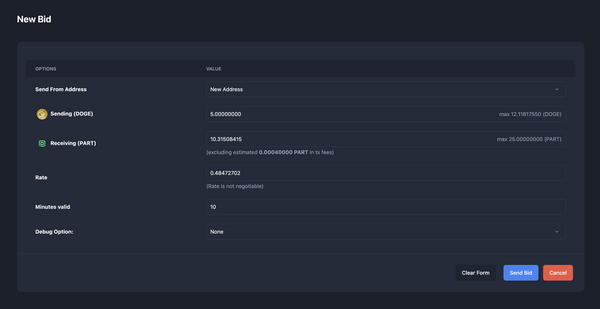 New Bid
OPTIONS VALUE
Send From Address New Address
Sending (DOGE) 5.00000000 max 12.11817550 (DOGE)
Receiving (PART) 10.31508415 max 25.00000000 (PART)
(excluding estimated 0.00040000 PART in tx fees)
Rate 0.48472702
(Rate is not negotiable)
Minutes valid 10
Debug Option: None
Clear Form Send Bid Cancel